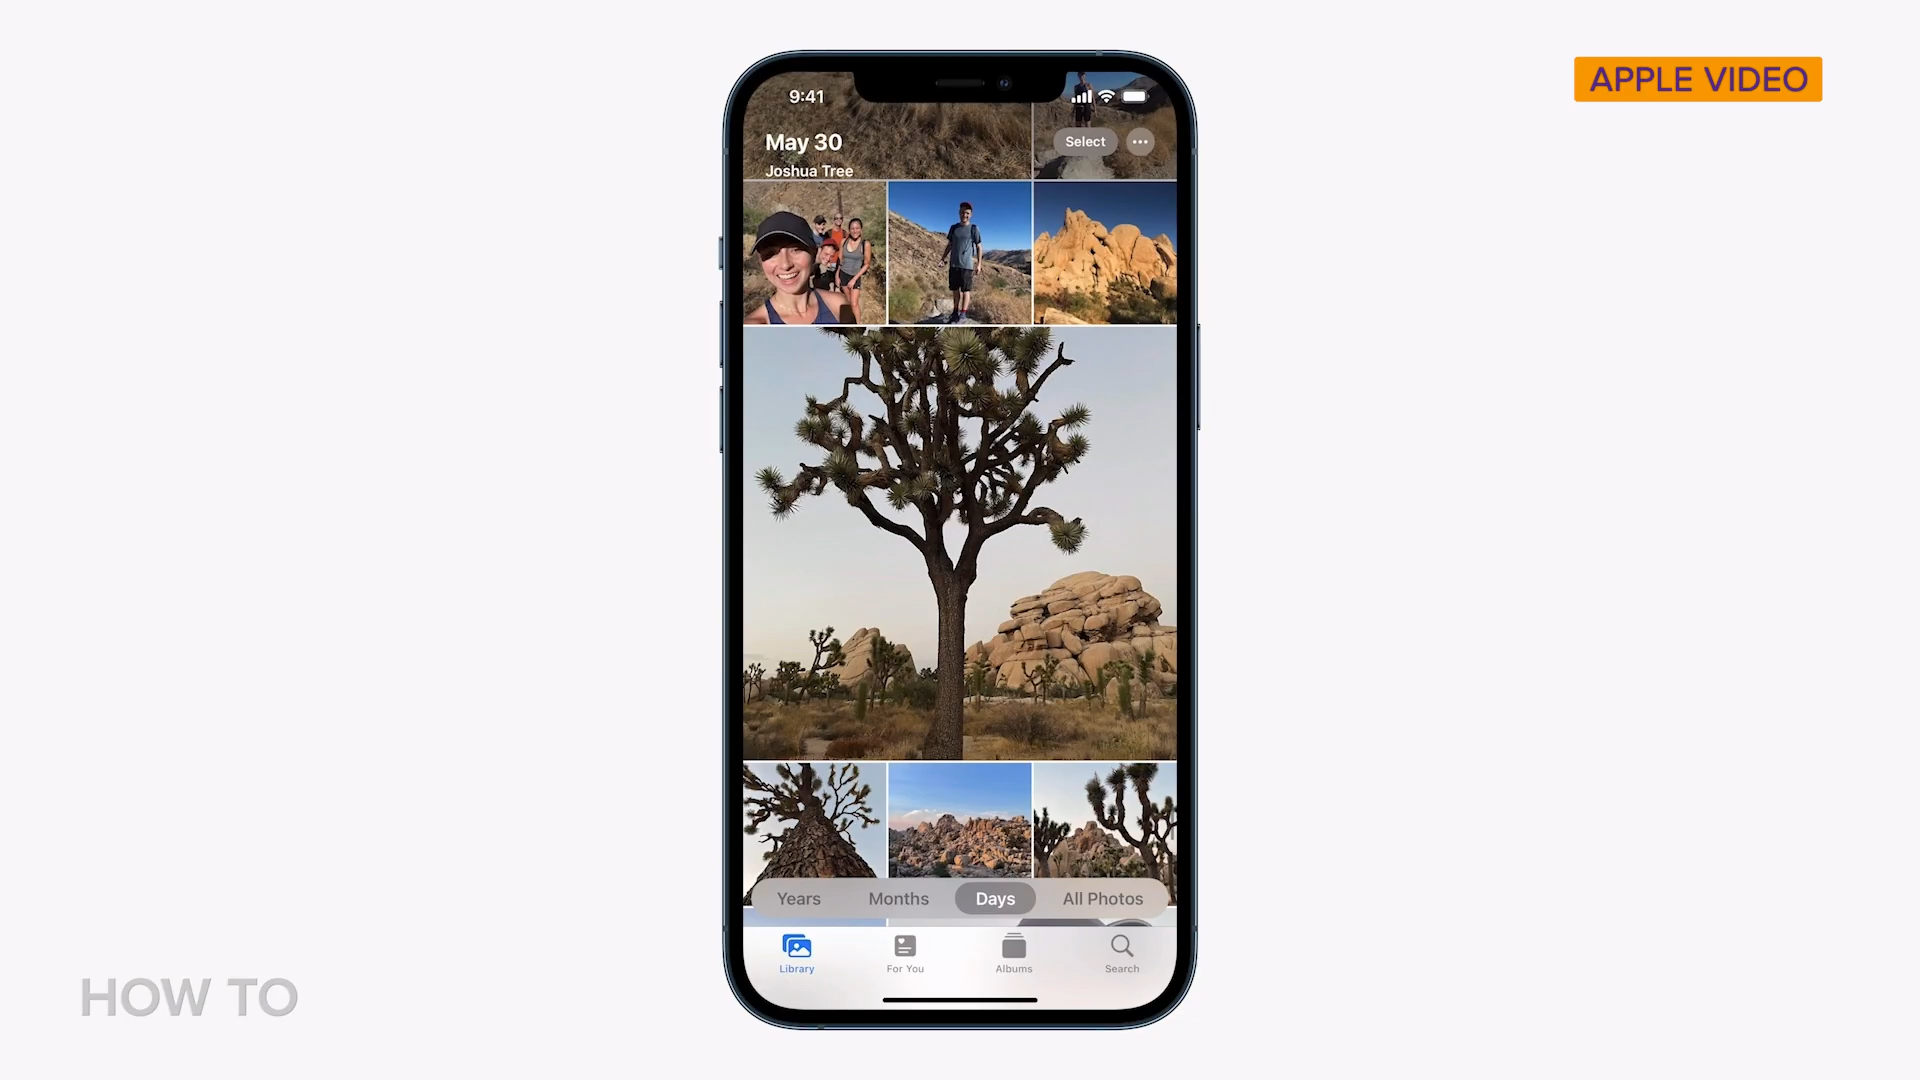 APPLE VIDEO
9:41
May 30
Select
Joshua Tree
Years Months Days All Photos
Library For You Albums Search
HOW TO